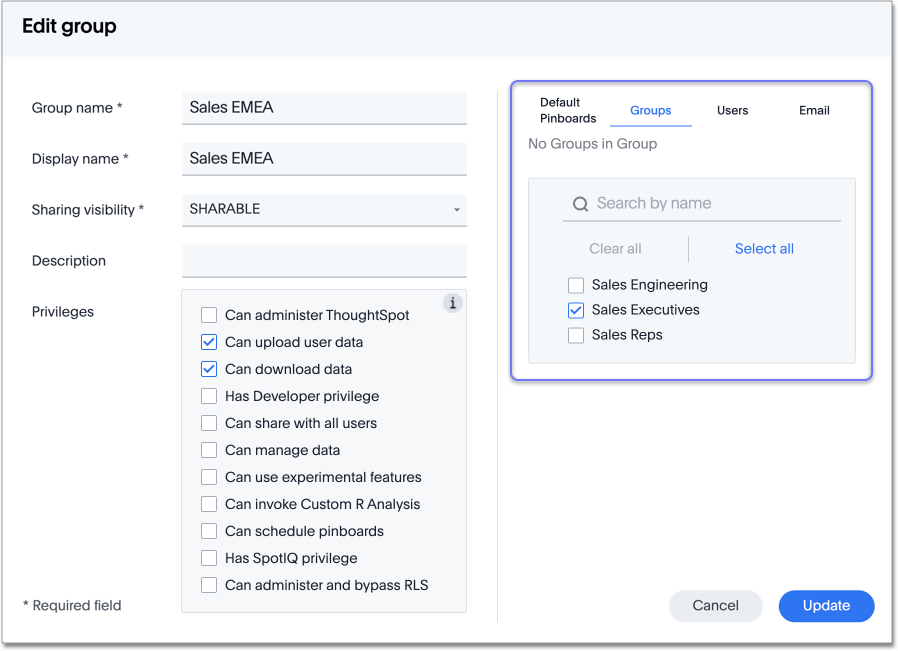 Edit group
Group name *
Sales EMEA
Display name *
Sales EMEA
Sharing visibility *
SHARABLE
Description
Privileges
i
Can administer ThoughtSpot
Can upload user data
Can download data
Has Developer privilege
Can share with all users
Can manage data
Can use experimental features
Can invoke Custom R Analysis
Can schedule pinboards
Has SpotIQ privilege
Can administer and bypass RLS
* Required field
Default
Pinboards
Groups
Users
Email
No Groups in Group
Search by name
Clear all
Select all
Sales Engineering
Sales Executives
Sales Reps
Cancel
Update